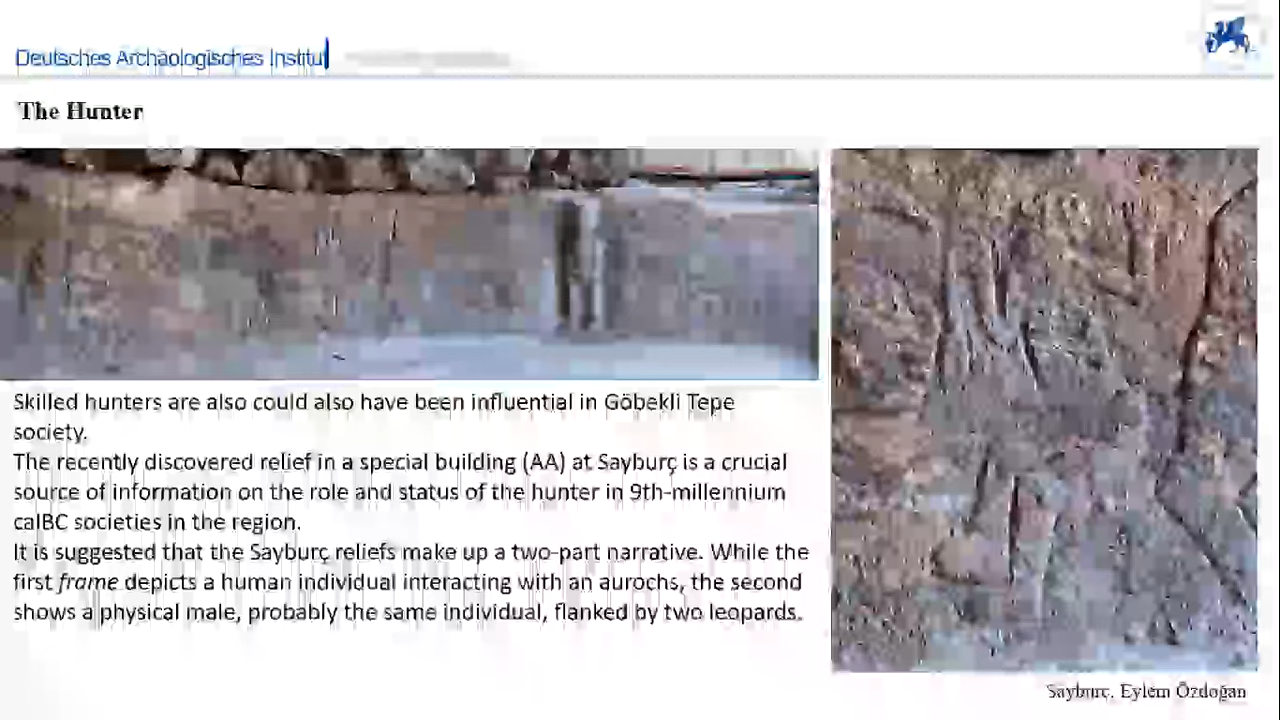 Deutsches Archäologisches Institut
The Hunter
Skilled hunters are also could also have been influential in Göbekli Tepe
society.
The recently discovered relief in a special building (AA) at Sayburç is a crucial
source of information on the role and status of the hunter in 9th-millennium
calBC societies in the region.
It is suggested that the Sayburç reliefs make up a two-part narrative. While the
first frame depicts a human individual interacting with an aurochs, the second
shows a physical male, probably the same individual, flanked by two leopards.
Sayburç, Eylem Özdoğan